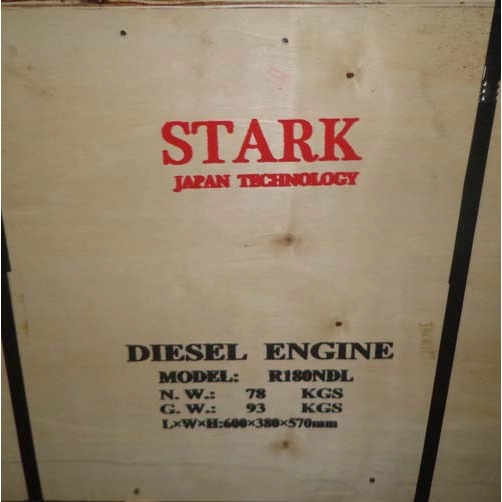 STARK
JAPAN TECHNOLOGY
DIESEL ENGINE
MODEL: R180NDL
N. W.: 78 KGS
G. W.: 93 KGS
L×W×H:600×380×570mm